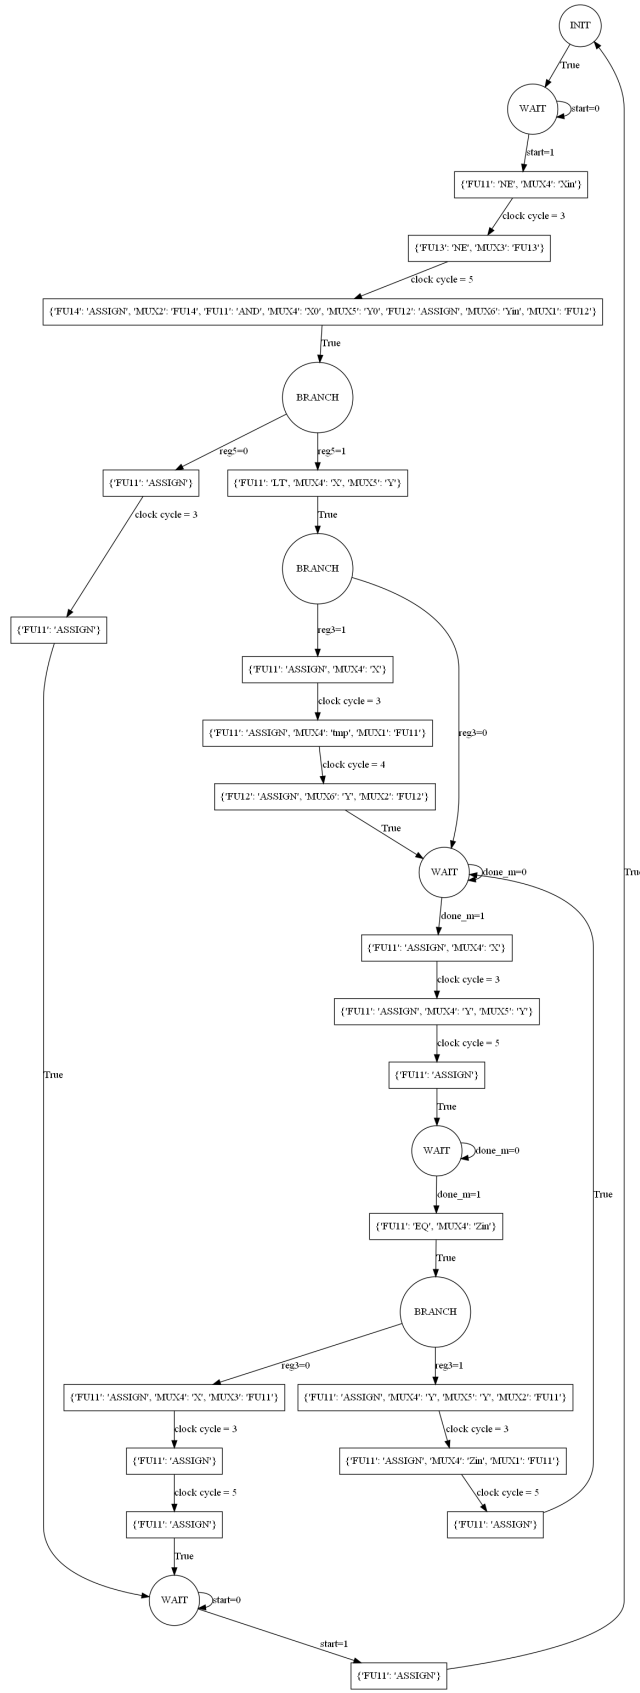 INIT
True
WAIT
start=0
start=1
{'FU11': 'NE', 'MUX4': 'Xin'}
clock cycle = 3
{'FU13': 'NE', 'MUX3': 'FU13'}
clock cycle = 5
{'FU14': 'ASSIGN', 'MUX2': 'FU14', 'FU11': 'AND', 'MUX4': 'X0', 'MUX5': 'Y0', 'FU12': 'ASSIGN', 'MUX6': 'Yin', 'MUX1': 'FU12'}
True
BRANCH
reg5=0
reg5=1
{'FU11': 'ASSIGN'}
{'FU11': 'LT', 'MUX4': 'X', 'MUX5': 'Y'}
clock cycle = 3
True
BRANCH
{'FU11': 'ASSIGN'}
reg3=1
{'FU11': 'ASSIGN', 'MUX4': 'X'}
clock cycle = 3
{'FU11': 'ASSIGN', 'MUX4': 'tmp', 'MUX1': 'FU11'}
reg3=0
clock cycle = 4
{'FU12': 'ASSIGN', 'MUX6': 'Y', 'MUX2': 'FU12'}
True
WAIT
done_m=0
True
done_m=1
{'FU11': 'ASSIGN', 'MUX4': 'X'}
clock cycle = 3
{'FU11': 'ASSIGN', 'MUX4': 'Y', 'MUX5': 'Y'}
clock cycle = 5
{'FU11': 'ASSIGN'}
True
True
WAIT
done_m=0
done_m=1
True
{'FU11': 'EQ', 'MUX4': 'Zin'}
True
BRANCH
reg3=0
reg3=1
{'FU11': 'ASSIGN', 'MUX4': 'X', 'MUX3': 'FU11'}
{'FU11': 'ASSIGN', 'MUX4': 'Y', 'MUX5': 'Y', 'MUX2': 'FU11'}
clock cycle = 3
clock cycle = 3
{'FU11': 'ASSIGN'}
{'FU11': 'ASSIGN', 'MUX4': 'Zin', 'MUX1': 'FU11'}
clock cycle = 5
clock cycle = 5
{'FU11': 'ASSIGN'}
{'FU11': 'ASSIGN'}
True
WAIT
start=0
start=1
{'FU11': 'ASSIGN'}